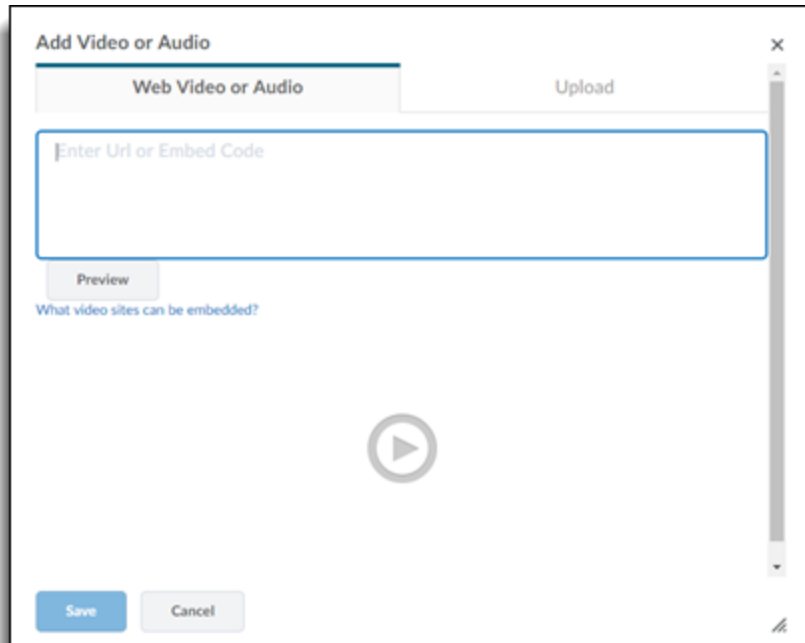 Add Video or Audio
Web Video or Audio
Upload
Enter Url or Embed Code
Preview
What video sites can be embedded?
Save
Cancel